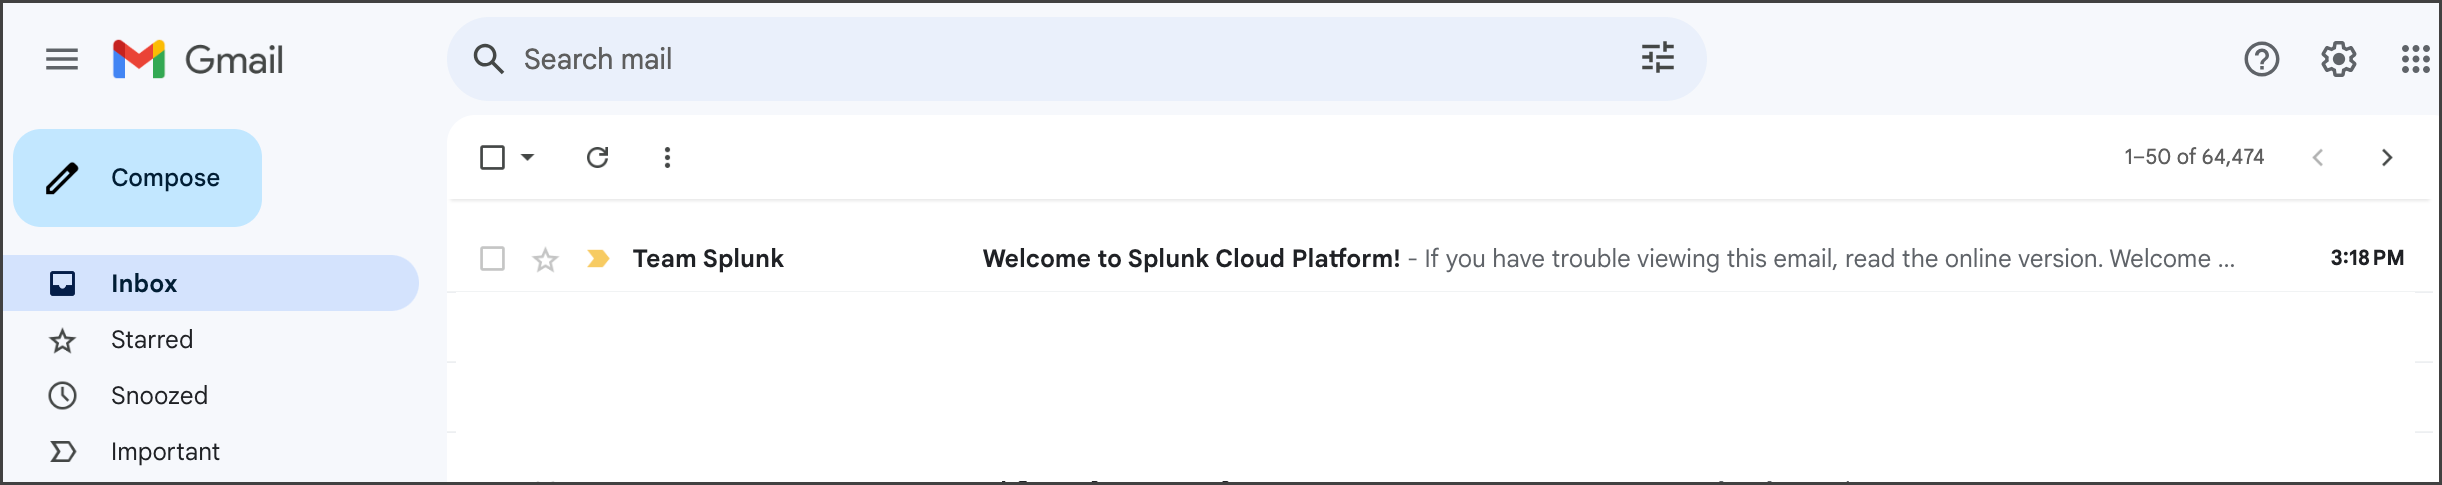 Gmail
Search mail
Compose
1–50 of 64,474
Team Splunk Welcome to Splunk Cloud Platform! - If you have trouble viewing this email, read the online version. Welcome ... 3:18 PM
Inbox
Starred
Snoozed
Important